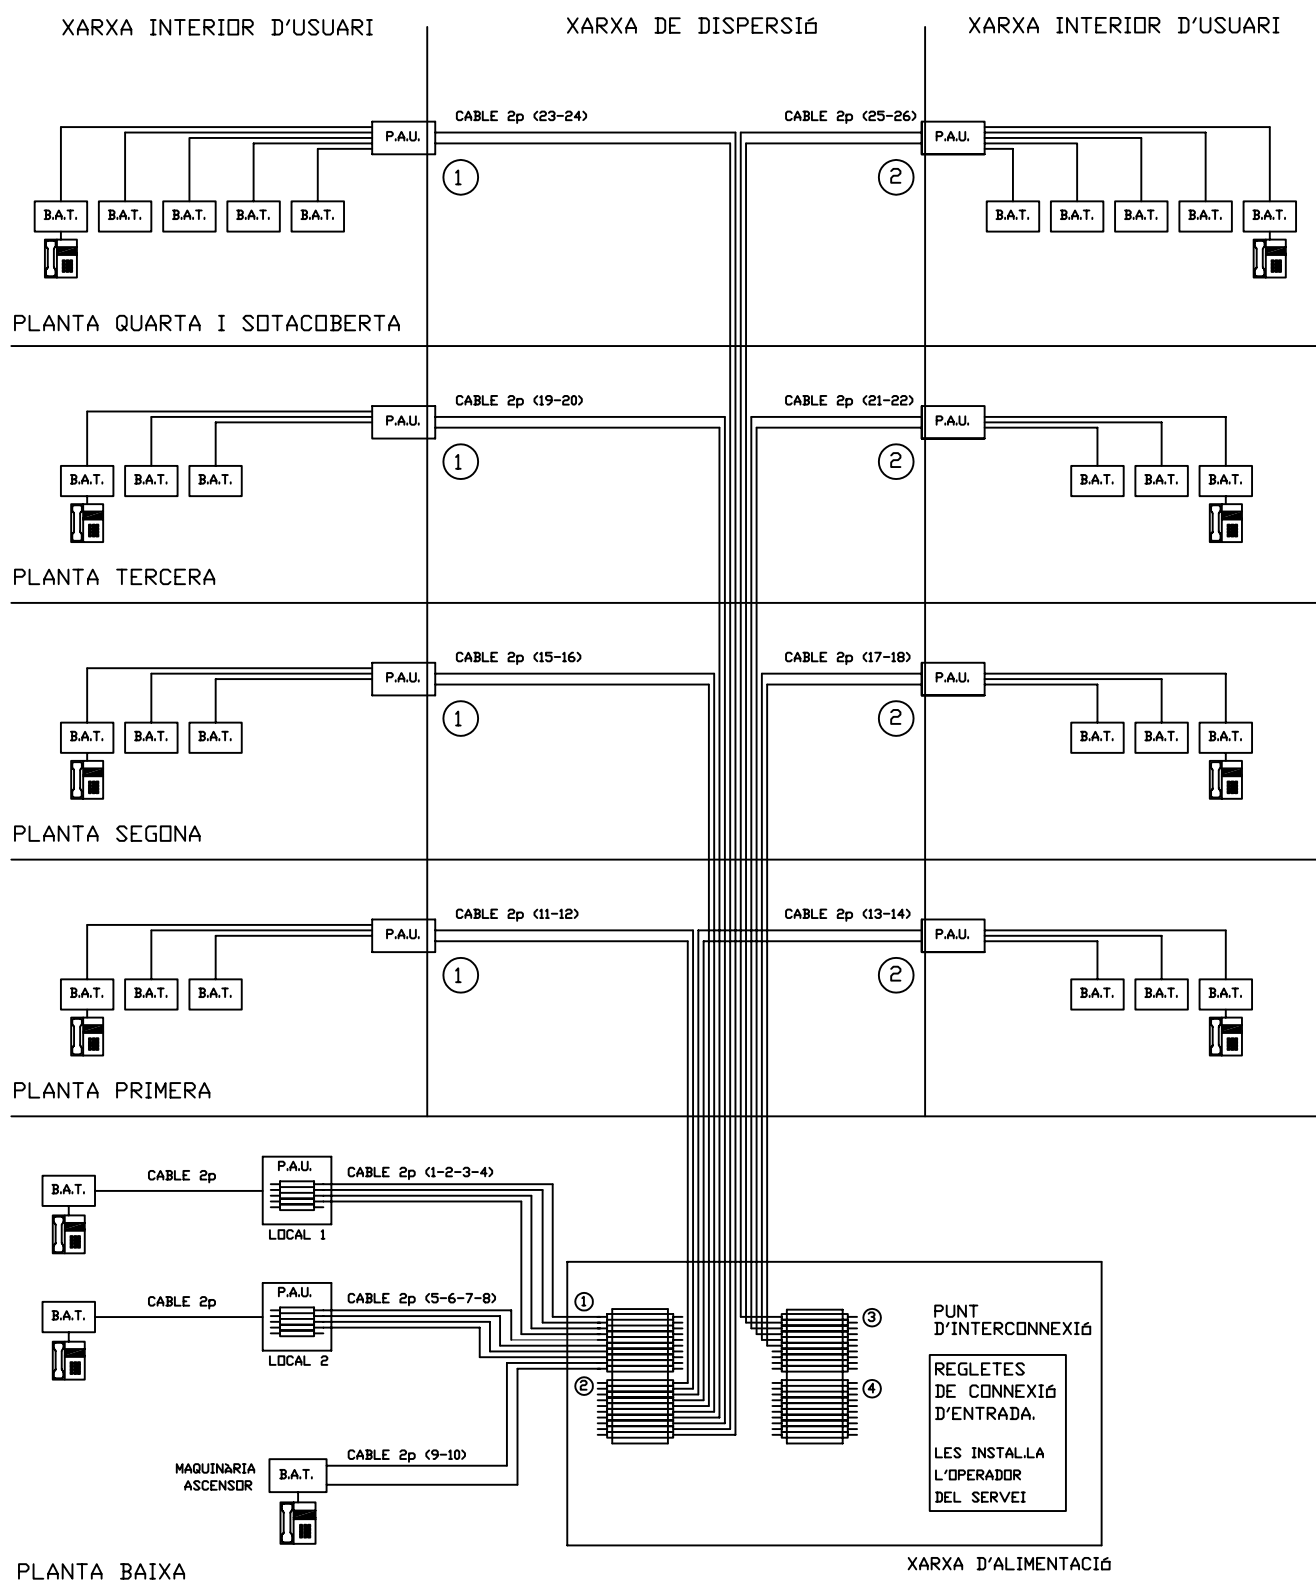 XARXA INTERIOR D'USUARI
XARXA DE DISPERSIó
XARXA INTERIOR D'USUARI
CABLE 2p (23-24)
CABLE 2p (25-26)
P.A.U.
P.A.U.
1
2
B.A.T.
B.A.T.
B.A.T.
B.A.T.
B.A.T.
B.A.T.
B.A.T.
B.A.T.
B.A.T.
B.A.T.
PLANTA QUARTA I SOTACOBERTA
CABLE 2p (19-20)
CABLE 2p (21-22)
P.A.U.
P.A.U.
1
2
B.A.T.
B.A.T.
B.A.T.
B.A.T.
B.A.T.
B.A.T.
PLANTA TERCERA
CABLE 2p (15-16)
CABLE 2p (17-18)
P.A.U.
P.A.U.
1
2
B.A.T.
B.A.T.
B.A.T.
B.A.T.
B.A.T.
B.A.T.
PLANTA SEGONA
CABLE 2p (11-12)
CABLE 2p (13-14)
P.A.U.
P.A.U.
1
2
B.A.T.
B.A.T.
B.A.T.
B.A.T.
B.A.T.
B.A.T.
PLANTA PRIMERA
B.A.T.
CABLE 2p
P.A.U.
CABLE 2p (1-2-3-4)
LOCAL 1
B.A.T.
CABLE 2p
P.A.U.
CABLE 2p (5-6-7-8)
LOCAL 2
1
2
3
4
PUNT
D'INTERCONNEXIó
REGLETES
DE CONNEXIó
D'ENTRADA.
LES INSTAL.LA
L'OPERADOR
DEL SERVEI
MAQUINàRIA
ASCENSOR
B.A.T.
CABLE 2p (9-10)
PLANTA BAIXA
XARXA D'ALIMENTACIó